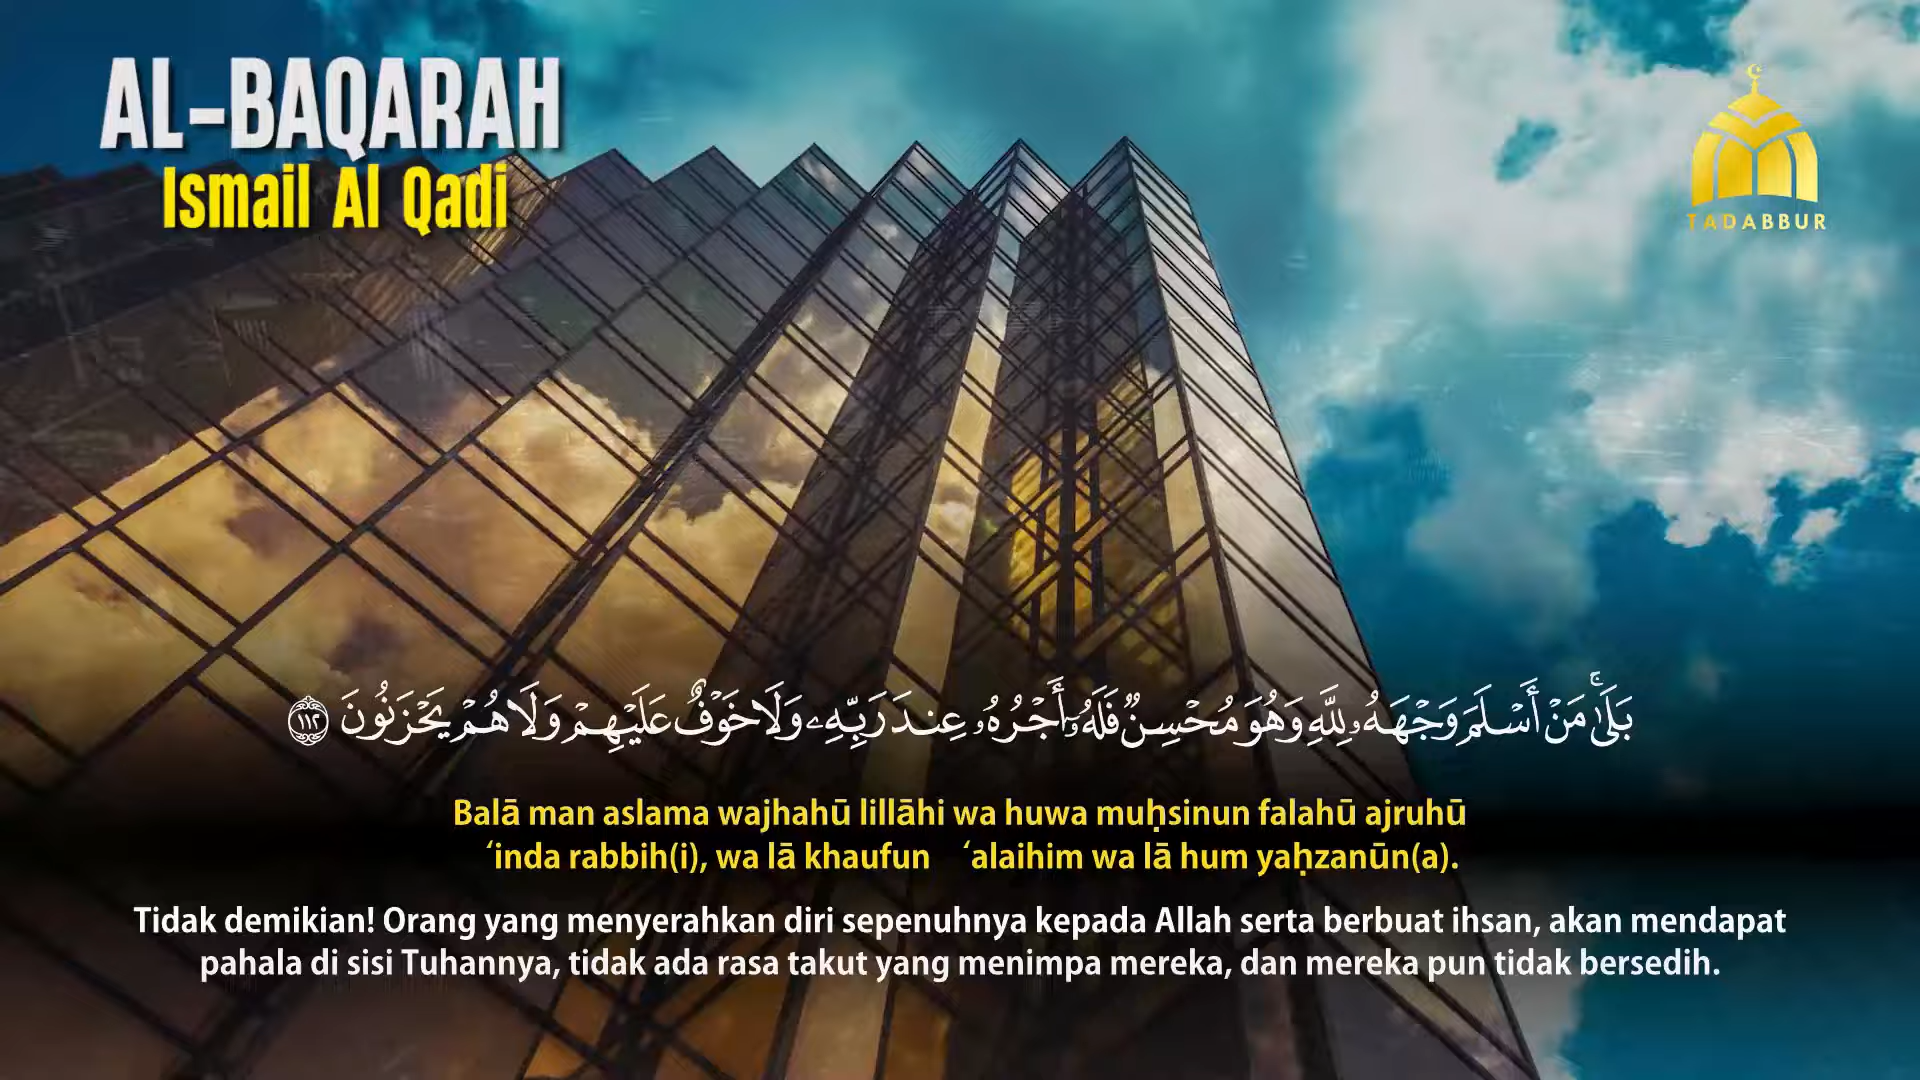 AL-BAQARAH
Ismail Al Qadi
TADABBUR
بَلَىٰۚ مَنْ أَسْلَمَ وَجْهَهُۥ لِلَّهِ وَهُوَ مُحْسِنٌ فَلَهُۥٓ أَجْرُهُۥ عِندَ رَبِّهِۦ وَلَا خَوْفٌ عَلَيْهِمْ وَلَا هُمْ يَحْزَنُونَ ١١٢
Balā man aslama wajhahū lillāhi wa huwa muḥsinun falahū ajruhū
‘inda rabbih(i), wa lā khaufun ‘alaihim wa lā hum yaḥzanūn(a).
Tidak demikian! Orang yang menyerahkan diri sepenuhnya kepada Allah serta berbuat ihsan, akan mendapat
pahala di sisi Tuhannya, tidak ada rasa takut yang menimpa mereka, dan mereka pun tidak bersedih.